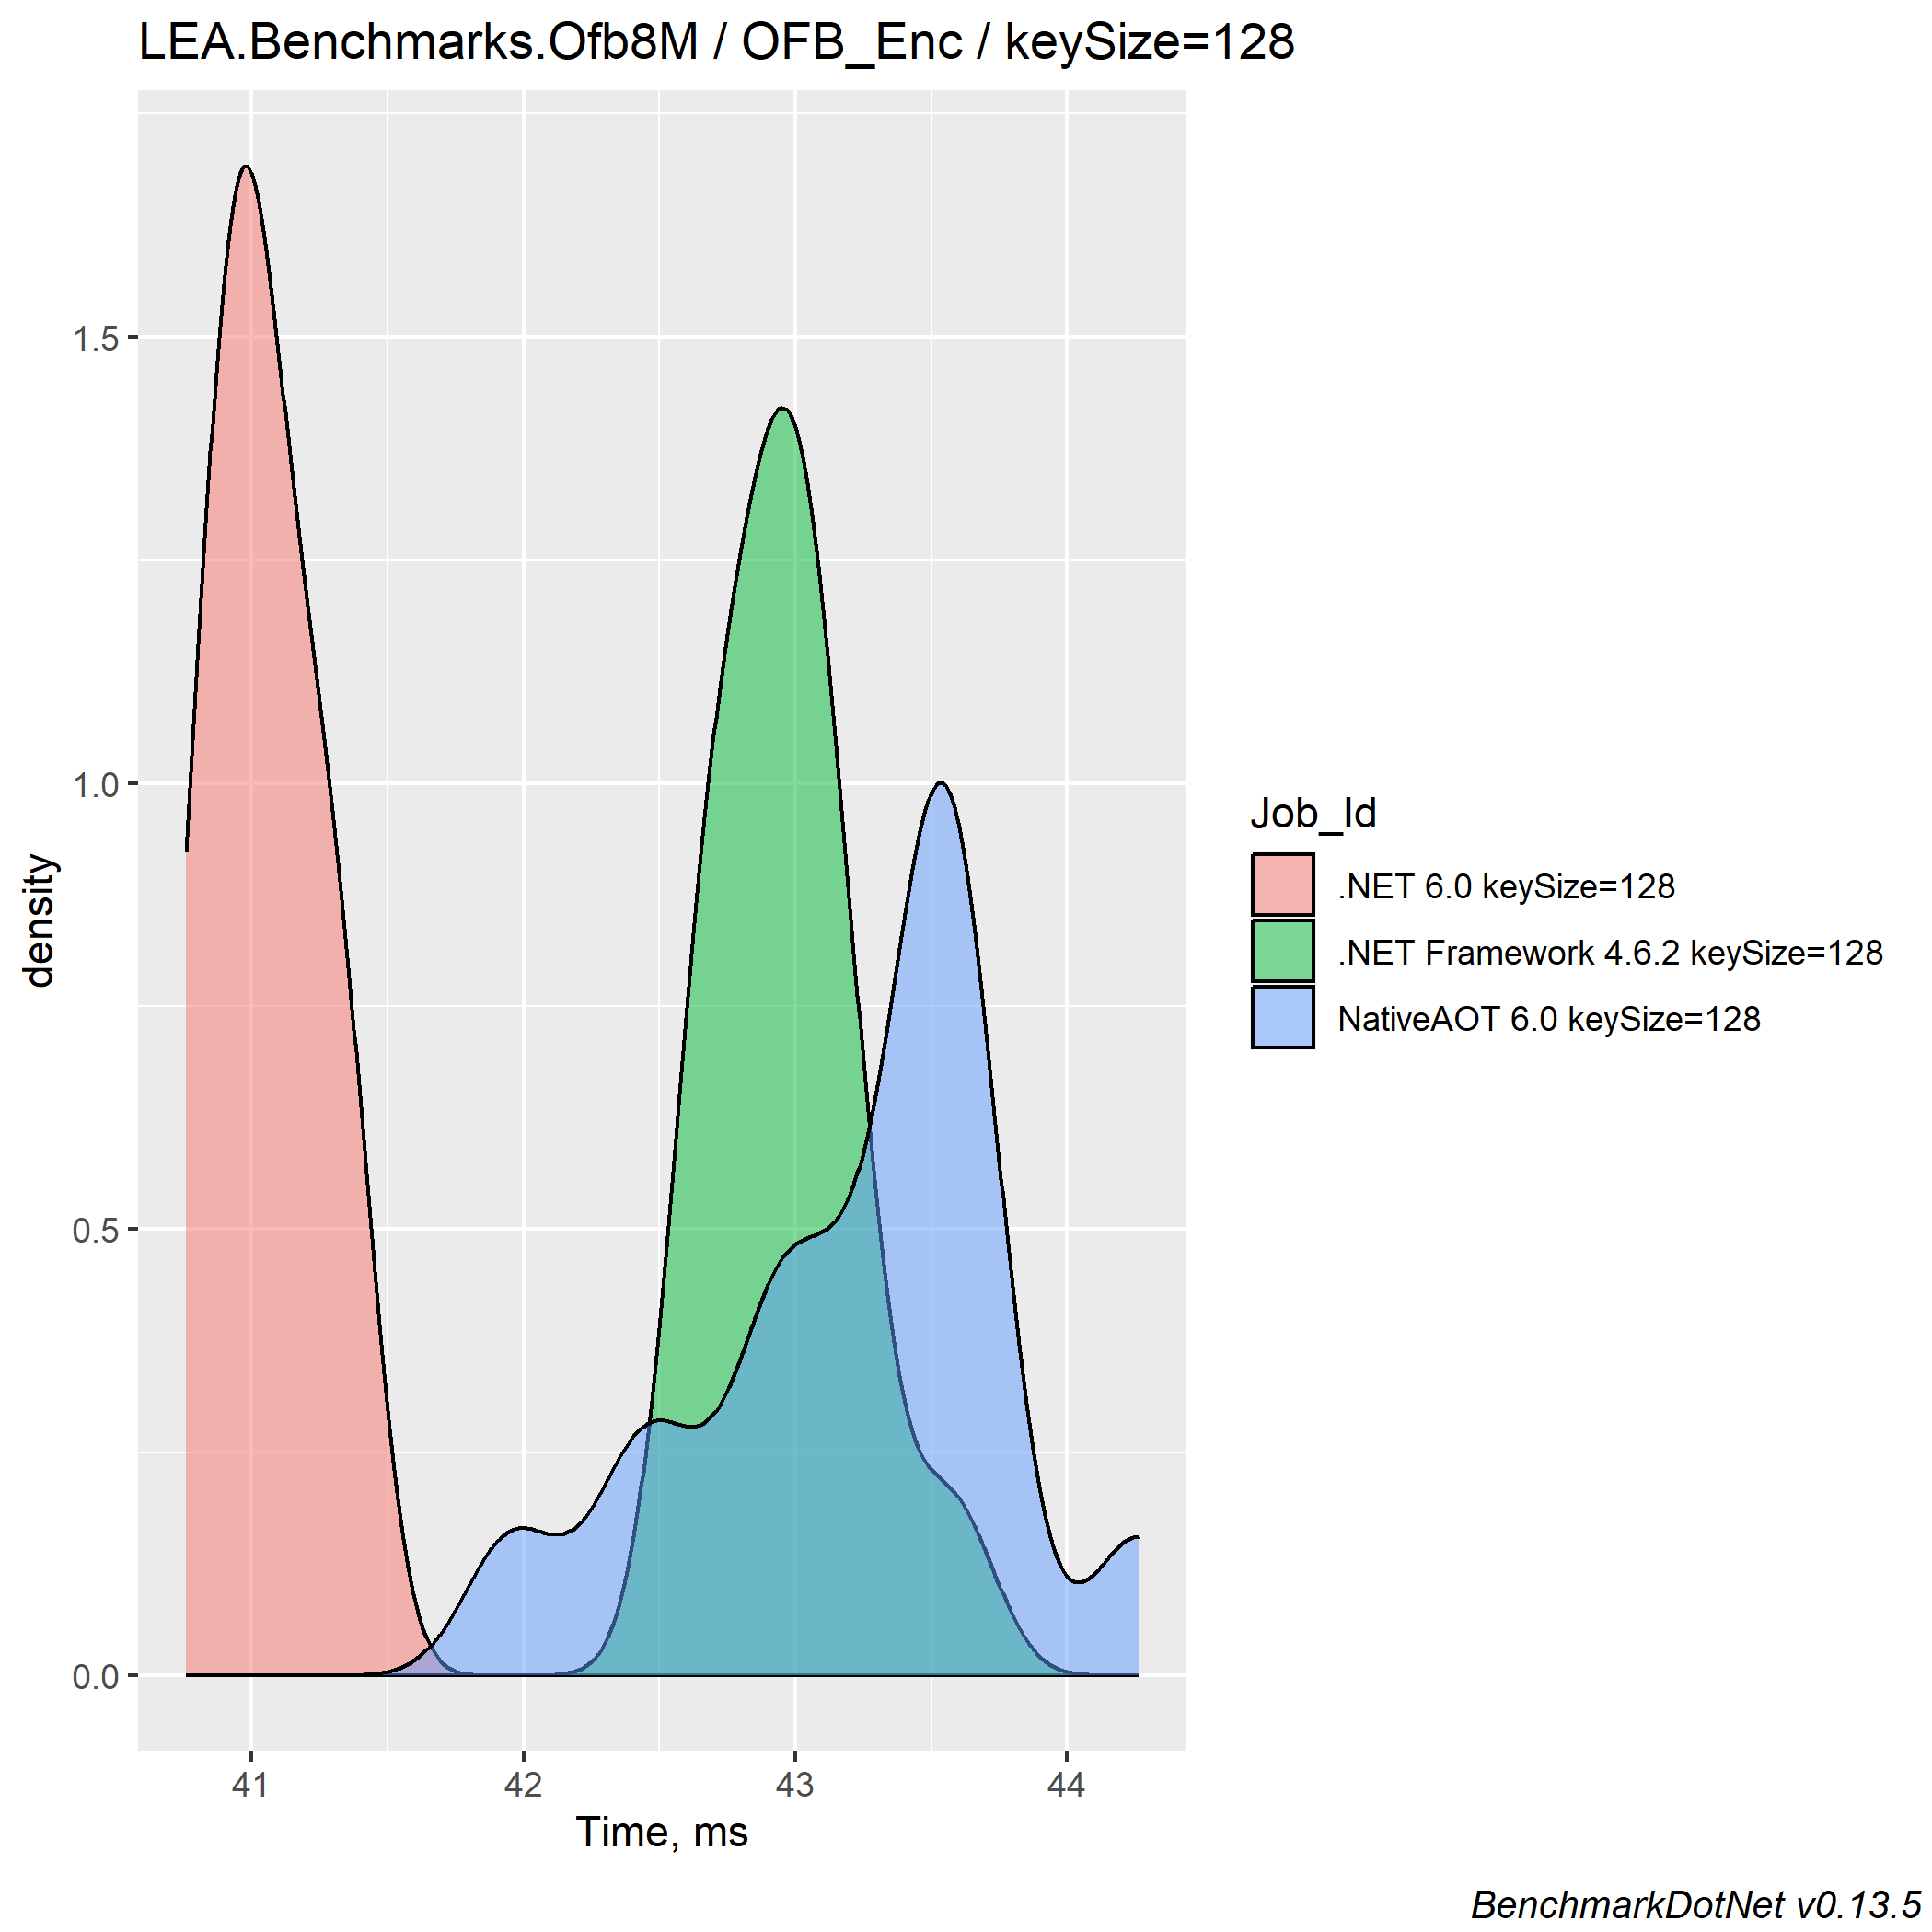 LEA.Benchmarks.Ofb8M / OFB_Enc / keySize=128
1.5
1.0
0.5
0.0
density
41 42 43 44
Time, ms
Job_Id
.NET 6.0 keySize=128
.NET Framework 4.6.2 keySize=128
NativeAOT 6.0 keySize=128
BenchmarkDotNet v0.13.5